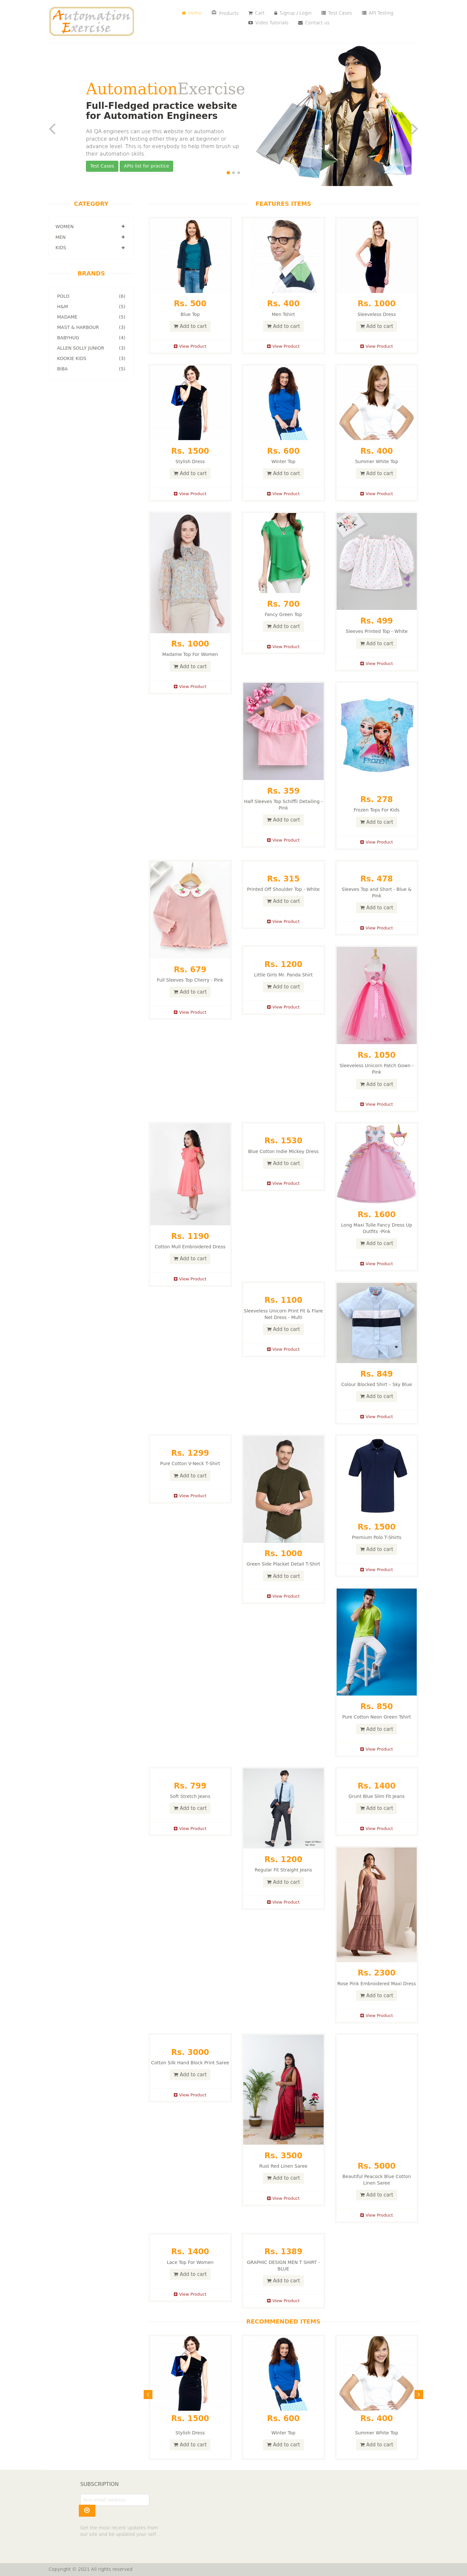 Automation
Exercise
Home
Products
Cart
Signup / Login
Test Cases
API Testing
Video Tutorials
Contact us
AutomationExercise
Full-Fledged practice website
for Automation Engineers
All QA engineers can use this website for automation
practice and API testing either they are at beginner or
advance level. This is for everybody to help them brush up
their automation skills.
Test Cases
APIs list for practice
CATEGORY
WOMEN
MEN
KIDS
BRANDS
POLO (6)
H&M (5)
MADAME (5)
MAST & HARBOUR (3)
BABYHUG (4)
ALLEN SOLLY JUNIOR (3)
KOOKIE KIDS (3)
BIBA (5)
FEATURES ITEMS
Rs. 500
Blue Top
Add to cart
View Product
Rs. 400
Men Tshirt
Add to cart
View Product
Rs. 1000
Sleeveless Dress
Add to cart
View Product
Rs. 1500
Stylish Dress
Add to cart
View Product
Rs. 600
Winter Top
Add to cart
View Product
Rs. 400
Summer White Top
Add to cart
View Product
Rs. 1000
Madame Top For Women
Add to cart
View Product
Rs. 700
Fancy Green Top
Add to cart
View Product
Rs. 499
Sleeves Printed Top - White
Add to cart
View Product
Rs. 359
Half Sleeves Top Schiffli Detailing -
Pink
Add to cart
View Product
FROZEN
Rs. 278
Frozen Tops For Kids
Add to cart
View Product
Rs. 679
Full Sleeves Top Cherry - Pink
Add to cart
View Product
Rs. 315
Printed Off Shoulder Top - White
Add to cart
View Product
Rs. 478
Sleeves Top and Short - Blue &
Pink
Add to cart
View Product
Rs. 1200
Little Girls Mr. Panda Shirt
Add to cart
View Product
Rs. 1050
Sleeveless Unicorn Patch Gown -
Pink
Add to cart
View Product
Rs. 1190
Cotton Mull Embroidered Dress
Add to cart
View Product
Rs. 1530
Blue Cotton Indie Mickey Dress
Add to cart
View Product
Rs. 1600
Long Maxi Tulle Fancy Dress Up
Outfits -Pink
Add to cart
View Product
Rs. 1100
Sleeveless Unicorn Print Fit & Flare
Net Dress - Multi
Add to cart
View Product
Rs. 849
Colour Blocked Shirt – Sky Blue
Add to cart
View Product
Rs. 1299
Pure Cotton V-Neck T-Shirt
Add to cart
View Product
Rs. 1000
Green Side Placket Detail T-Shirt
Add to cart
View Product
Rs. 1500
Premium Polo T-Shirts
Add to cart
View Product
Rs. 850
Pure Cotton Neon Green Tshirt
Add to cart
View Product
Rs. 799
Soft Stretch Jeans
Add to cart
View Product
Rs. 1200
Regular Fit Straight Jeans
Add to cart
View Product
Rs. 1400
Grunt Blue Slim Fit Jeans
Add to cart
View Product
Rs. 2300
Rose Pink Embroidered Maxi Dress
Add to cart
View Product
Rs. 3000
Cotton Silk Hand Block Print Saree
Add to cart
View Product
Rs. 3500
Rust Red Linen Saree
Add to cart
View Product
Rs. 5000
Beautiful Peacock Blue Cotton
Linen Saree
Add to cart
View Product
Rs. 1400
Lace Top For Women
Add to cart
View Product
Rs. 1389
GRAPHIC DESIGN MEN T SHIRT -
BLUE
Add to cart
View Product
RECOMMENDED ITEMS
Rs. 1500
Stylish Dress
Add to cart
Rs. 600
Winter Top
Add to cart
Rs. 400
Summer White Top
Add to cart
SUBSCRIPTION
Your email address
Get the most recent updates from
our site and be updated your self...
Copyright © 2021 All rights reserved